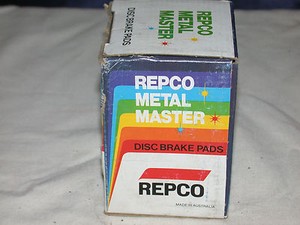 REPCO
METAL
MASTER
DISC BRAKE PADS
REPCO
METAL
MASTER
DISC BRAKE PADS
REPCO
MADE IN AUSTRALIA